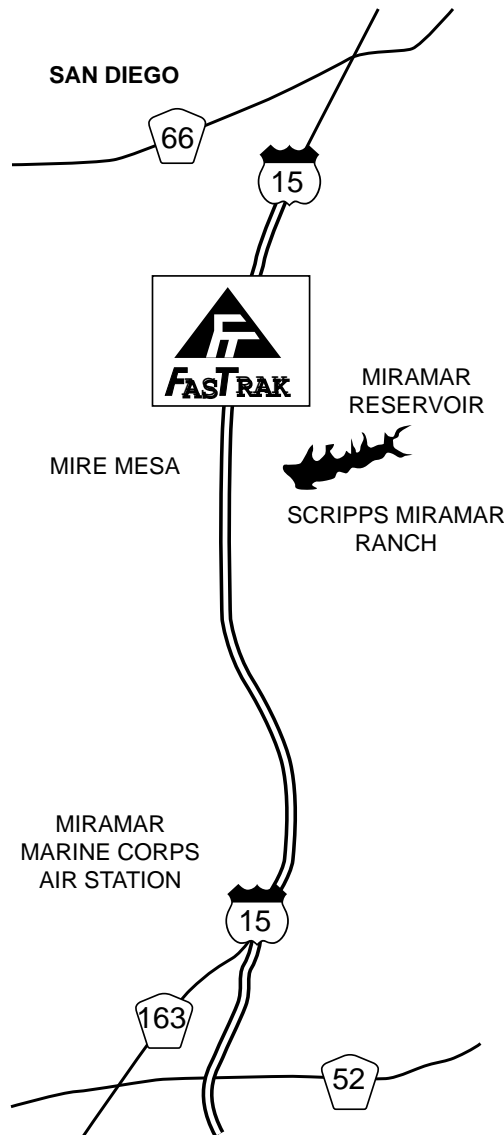 SAN DIEGO
66
15
FT
FASTRAK
MIRAMAR
RESERVOIR
MIRE MESA
SCRIPPS MIRAMAR
RANCH
MIRAMAR
MARINE CORPS
AIR STATION
15
163
52